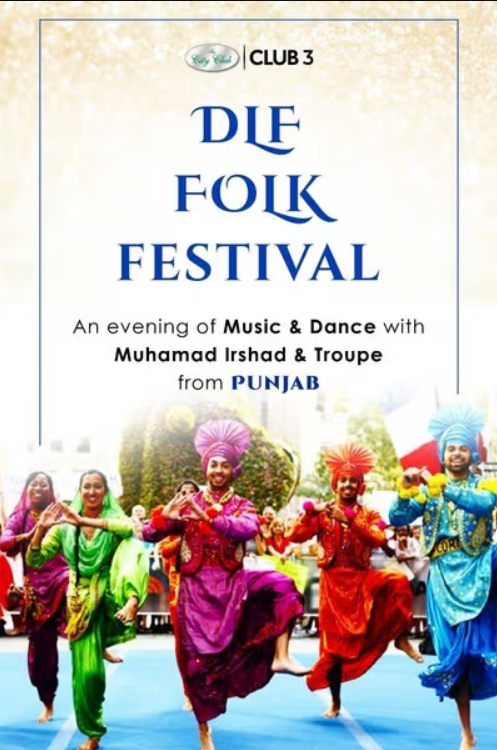 City Club | CLUB 3
DLF
FOLK
FESTIVAL
An evening of Music & Dance with
Muhamad Irshad & Troupe
from PUNJAB